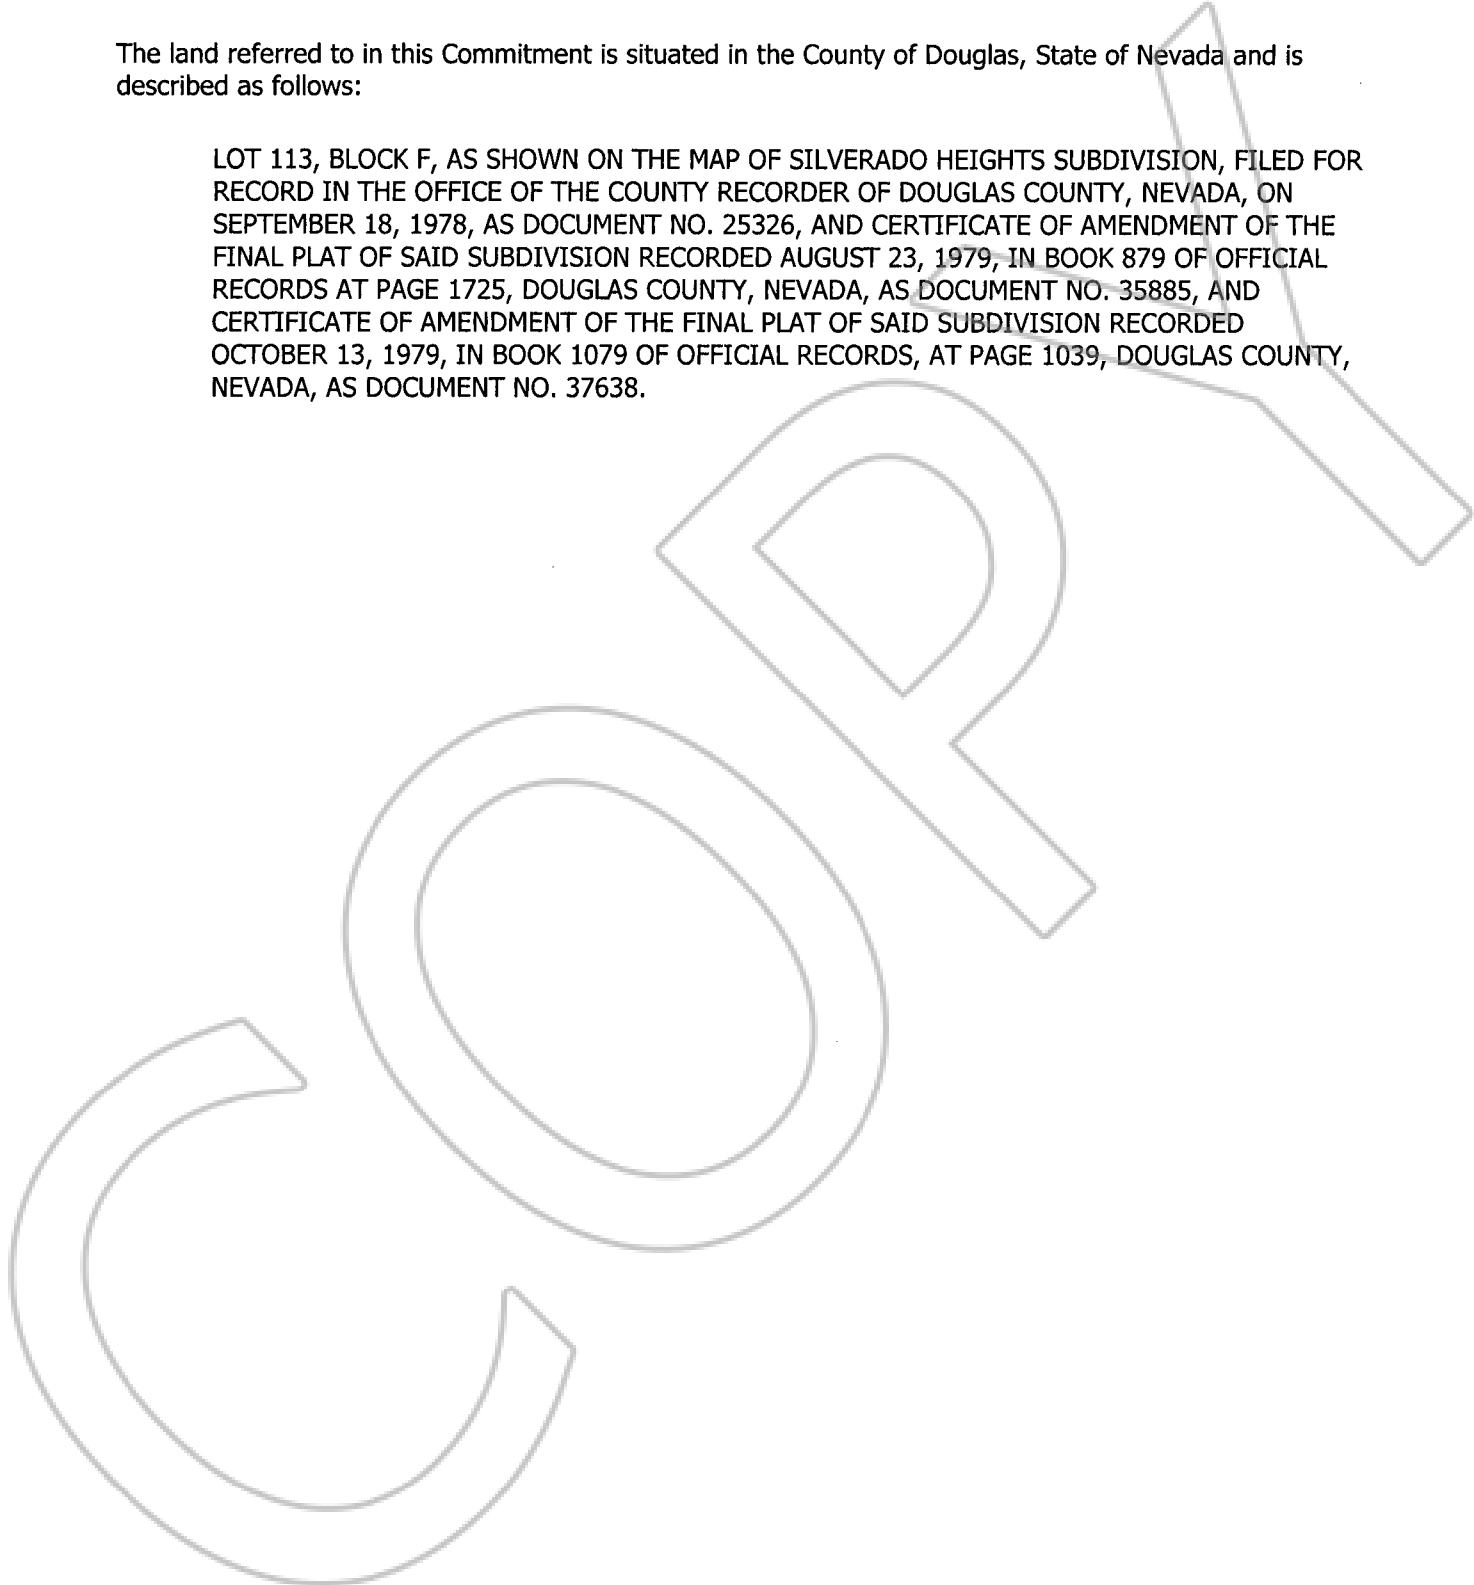 The land referred to in this Commitment is situated in the County of Douglas, State of Nevada and is
described as follows:
LOT 113, BLOCK F, AS SHOWN ON THE MAP OF SILVERADO HEIGHTS SUBDIVISION, FILED FOR
RECORD IN THE OFFICE OF THE COUNTY RECORDER OF DOUGLAS COUNTY, NEVADA, ON
SEPTEMBER 18, 1978, AS DOCUMENT NO. 25326, AND CERTIFICATE OF AMENDMENT OF THE
FINAL PLAT OF SAID SUBDIVISION RECORDED AUGUST 23, 1979, IN BOOK 879 OF OFFICIAL
RECORDS AT PAGE 1725, DOUGLAS COUNTY, NEVADA, AS DOCUMENT NO. 35885, AND
CERTIFICATE OF AMENDMENT OF THE FINAL PLAT OF SAID SUBDIVISION RECORDED
OCTOBER 13, 1979, IN BOOK 1079 OF OFFICIAL RECORDS, AT PAGE 1039, DOUGLAS COUNTY,
NEVADA, AS DOCUMENT NO. 37638.
COPY